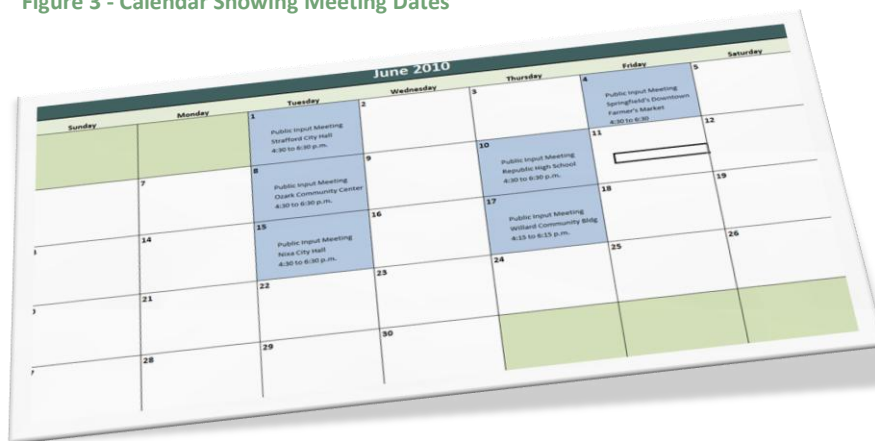 Figure 3 - Calendar Showing Meeting Dates
June 2010
Sunday Monday Tuesday Wednesday Thursday Friday Saturday
1 2 3 4 5
Public Input Meeting
Strafford City Hall
4:30 to 6:30 p.m.
Public Input Meeting
Springfield's Downtown
Farmer's Market
4:30 to 6:30
7 8 9 10 11 12
Public Input Meeting
Ozark Community Center
4:30 to 6:30 p.m.
Public Input Meeting
Republic High School
4:30 to 6:30 p.m.
14 15 16 17 18 19
Public Input Meeting
Nixa City Hall
4:30 to 6:30 p.m.
Public Input Meeting
Willard Community Bldg
4:15 to 6:15 p.m.
21 22 23 24 25 26
28 29 30